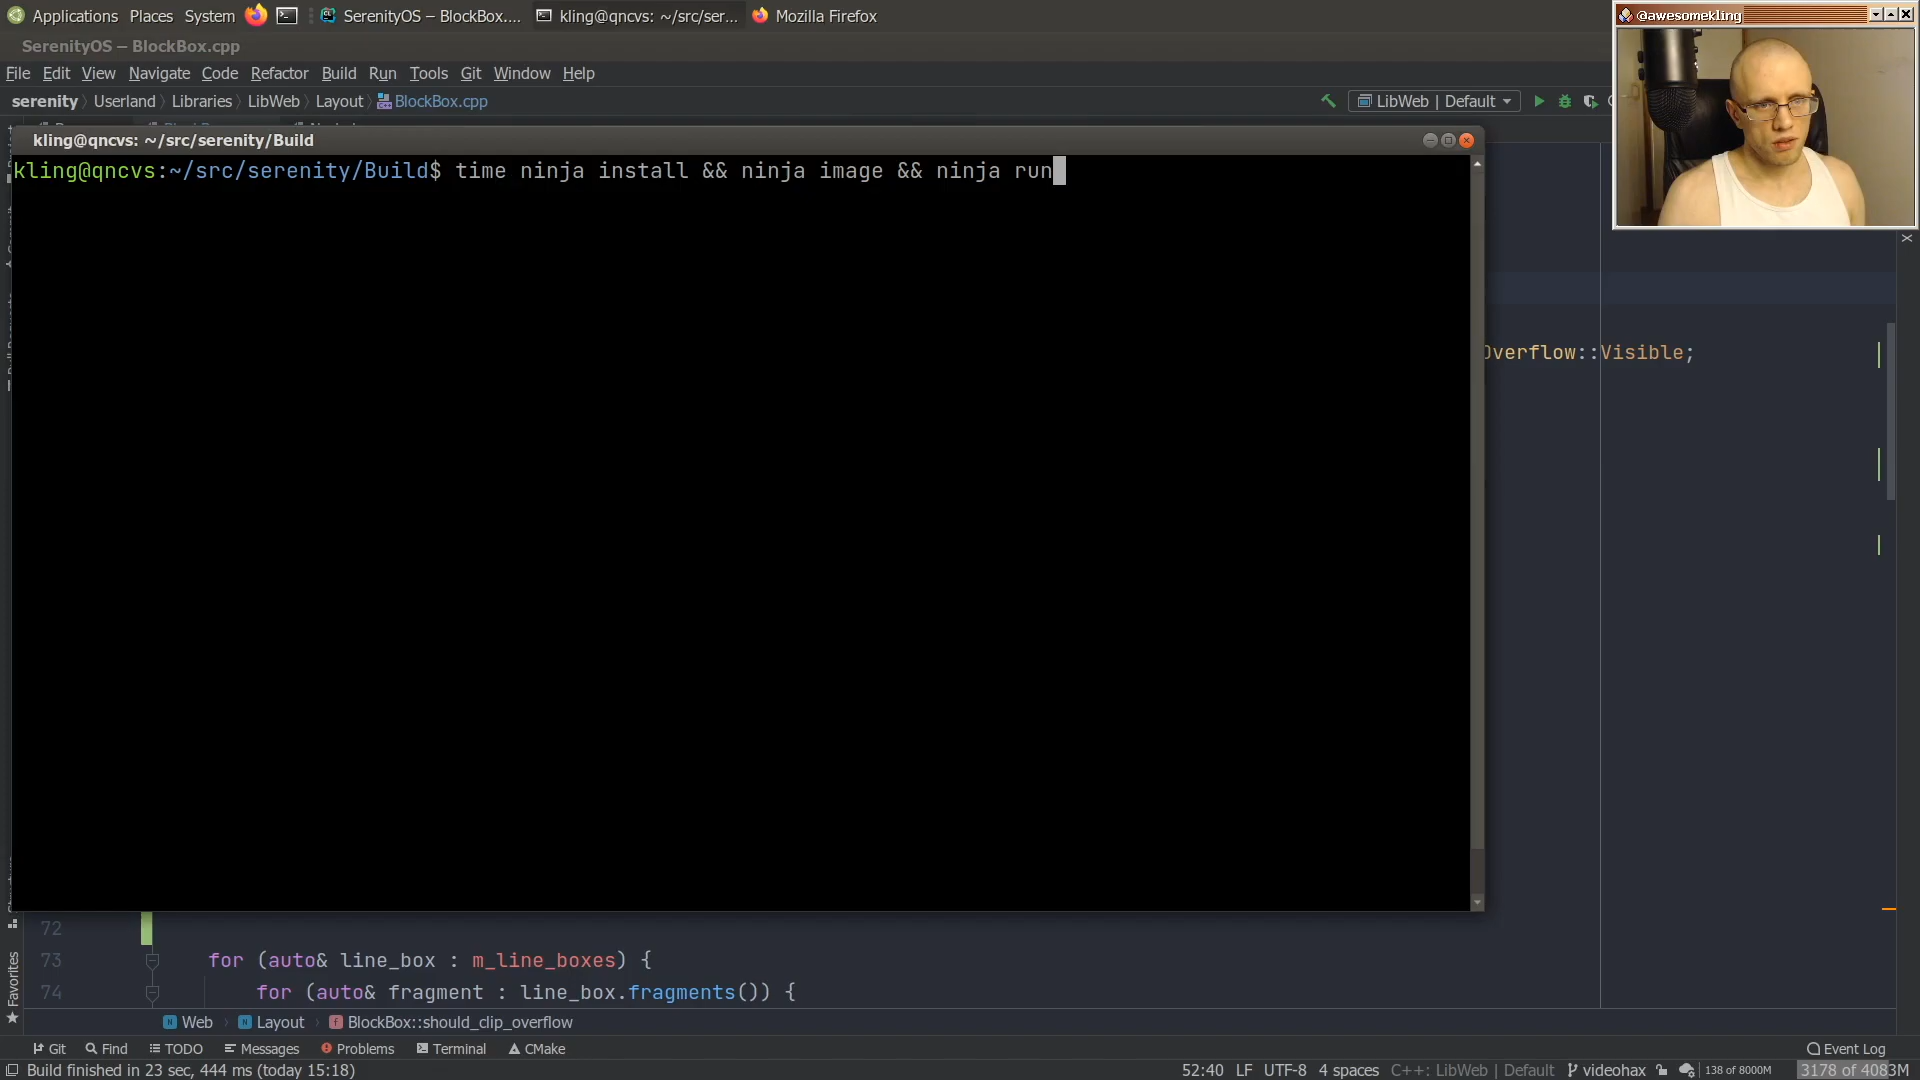 Applications Places System SerenityOS – BlockBox.... kling@qncvs: ~/src/ser... Mozilla Firefox
@awesomekling
SerenityOS – BlockBox.cpp
File Edit View Navigate Code Refactor Build Run Tools Git Window Help
serenity Userland Libraries LibWeb Layout BlockBox.cpp LibWeb | Default
kling@qncvs: ~/src/serenity/Build
kling@qncvs:~/src/serenity/Build$ time ninja install && ninja image && ninja run
Overflow::Visible;
72
73 for (auto& line_box : m_line_boxes) {
74 for (auto& fragment : line_box.fragments()) {
Favorites
Web Layout BlockBox::should_clip_overflow
Git Find TODO Messages Problems Terminal CMake Event Log
Build finished in 23 sec, 444 ms (today 15:18) 52:40 LF UTF-8 4 spaces C++: LibWeb | Default videohax 138 of 8000M 3178 of 4083M